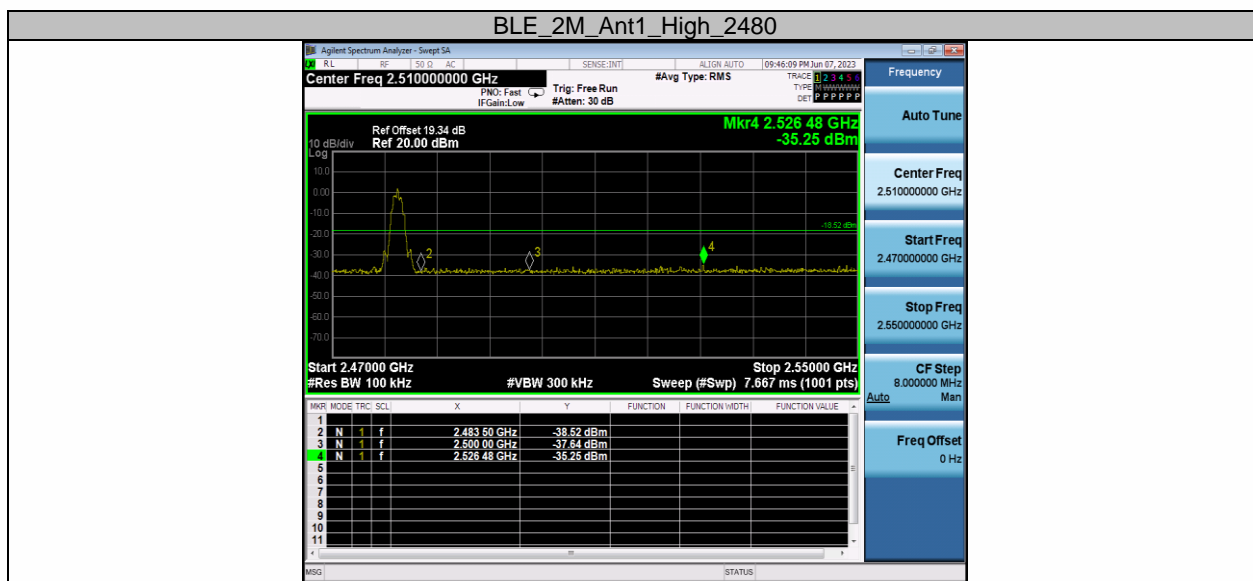 BLE_2M_Ant1_High_2480
Agilent Spectrum Analyzer - Swept SA
RL RF 50 Ω AC SENSE:INT ALIGN AUTO 09:46:09 PM Jun 07, 2023
Center Freq 2.510000000 GHz #Avg Type: RMS TRACE 1 2 3 4 5 6
PNO: Fast Trig: Free Run TYPE M W W W W W
IFGain:Low #Atten: 30 dB DET P P P P P P
Frequency
Auto Tune
Center Freq
2.510000000 GHz
Start Freq
2.470000000 GHz
Stop Freq
2.550000000 GHz
CF Step
8.000000 MHz
Auto Man
Freq Offset
0 Hz
Mkr4 2.526 48 GHz
-35.25 dBm
Ref Offset 19.34 dB
10 dB/div Ref 20.00 dBm
Log
10.0
0.00
-10.0
-18.52 dBm
-20.0
-30.0
2 3 4
-40.0
-50.0
-60.0
-70.0
Start 2.47000 GHz Stop 2.55000 GHz
#Res BW 100 kHz #VBW 300 kHz Sweep (#Swp) 7.667 ms (1001 pts)
MKR MODE TRC SCL X Y FUNCTION FUNCTION WIDTH FUNCTION VALUE
1
2 N 1 f 2.483 50 GHz -38.52 dBm
3 N 1 f 2.500 00 GHz -37.64 dBm
4 N 1 f 2.526 48 GHz -35.25 dBm
5
6
7
8
9
10
11
MSG STATUS